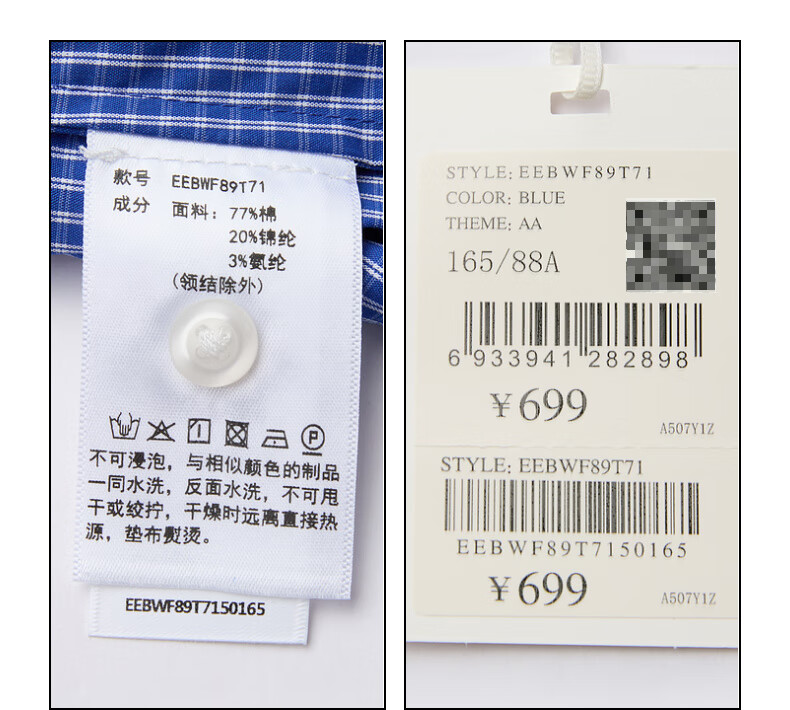 款号 EEBWF89T71
成分 面料：77%棉
20%锦纶
3%氨纶
（领结除外）
P
不可浸泡，与相似颜色的制品
一同水洗，反面水洗，不可甩
干或绞拧，干燥时远离直接热
源，垫布熨烫。
EEBWF89T7150165
STYLE: EEBWF89T71
COLOR: BLUE
THEME: AA
165/88A
6 933941 282898
¥699
A507Y1Z
STYLE: EEBWF89T71
EEBWF89T7150165
¥699
A507Y1Z